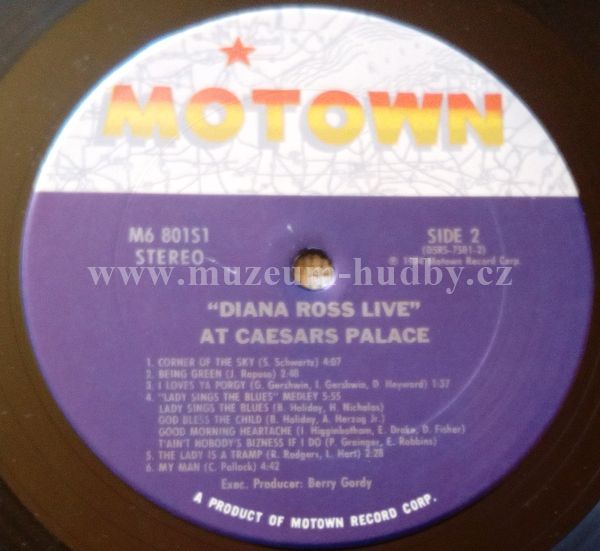 MOTOWN
M6 801S1
STEREO
SIDE 2
(DSRS-7581-2)
Motown Record Corp.
www.muzeum-hudby.cz
"DIANA ROSS LIVE"
AT CAESARS PALACE
1. CORNER OF THE SKY (S. Schwartz) 4:07
2. BEING GREEN (J. Raposo) 2:48
3. I LOVES YA PORGY (G. Gershwin, I. Gershwin, D. Heyward) 1:37
4. "LADY SINGS THE BLUES" MEDLEY 5:55
LADY SINGS THE BLUES (B. Holiday, H. Nicholas)
GOD BLESS THE CHILD (B. Holiday, A. Herzog Jr.)
GOOD MORNING HEARTACHE (I. Higginbotham, E. Drake, D. Fisher)
T'AIN'T NOBODY'S BIZNESS IF I DO (P. Grainger, E. Robbins)
5. THE LADY IS A TRAMP (R. Rodgers, L. Hart) 2:28
6. MY MAN (C. Pollock) 4:42
Exec. Producer: Berry Gordy
A PRODUCT OF MOTOWN RECORD CORP.